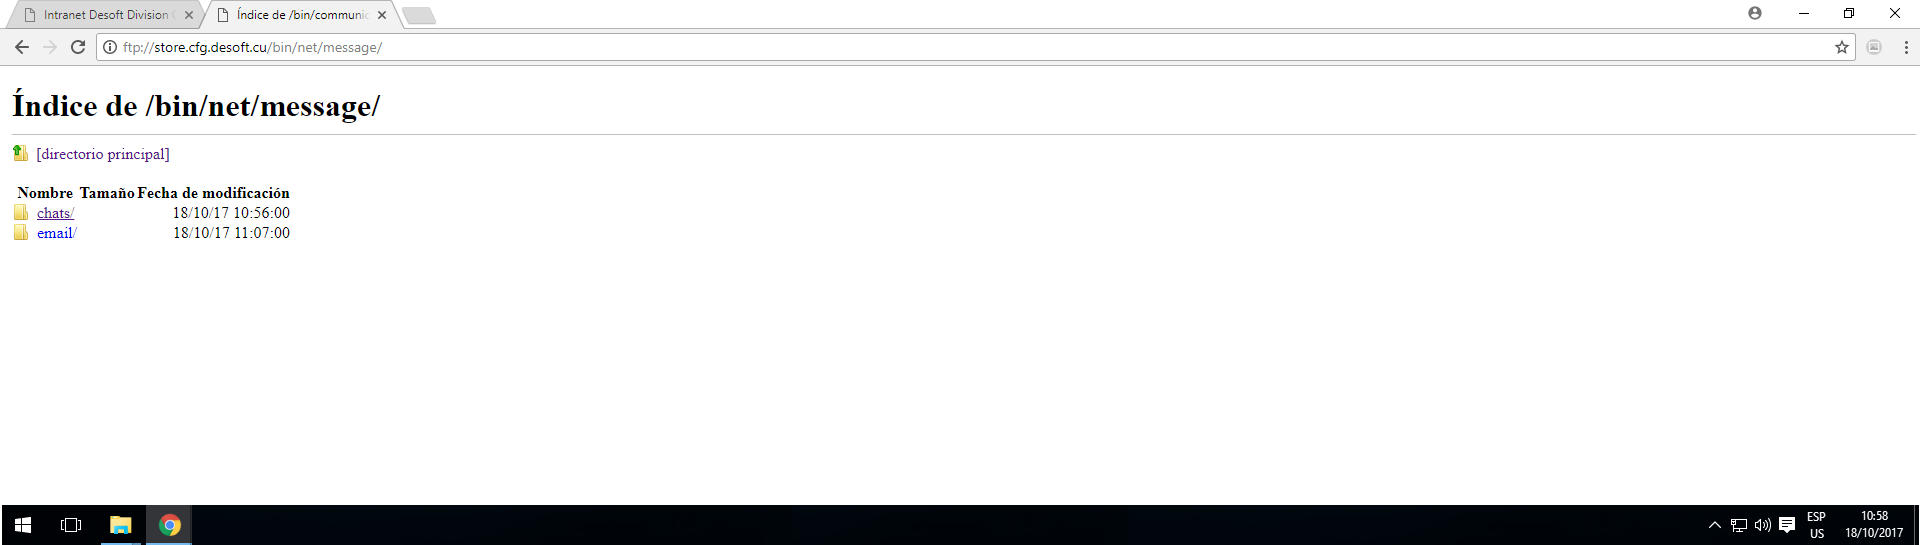 Intranet Desoft Division
Índice de /bin/communic
ftp://store.cfg.desoft.cu/bin/net/message/
Índice de /bin/net/message/
[directorio principal]
Nombre Tamaño Fecha de modificación
chats/ 18/10/17 10:56:00
email/ 18/10/17 11:07:00
ESP
US
10:58
18/10/2017